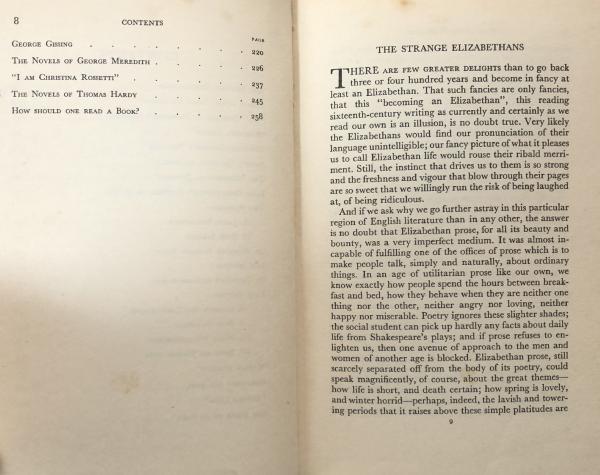 8 CONTENTS
PAGE
George Gissing . . . . . . . 220
The Novels of George Meredith . . . . 226
"I am Christina Rossetti" . . . . . 237
The Novels of Thomas Hardy . . . . 245
How should one read a Book? . . . . 258
THE STRANGE ELIZABETHANS
There are few greater delights than to go back
three or four hundred years and become in fancy at
least an Elizabethan. That such fancies are only fancies,
that this "becoming an Elizabethan", this reading
sixteenth-century writing as currently and certainly as we
read our own is an illusion, is no doubt true. Very likely
the Elizabethans would find our pronunciation of their
language unintelligible; our fancy picture of what it pleases
us to call Elizabethan life would rouse their ribald merri-
ment. Still, the instinct that drives us to them is so strong
and the freshness and vigour that blow through their pages
are so sweet that we willingly run the risk of being laughed
at, of being ridiculous.
And if we ask why we go further astray in this particular
region of English literature than in any other, the answer
is no doubt that Elizabethan prose, for all its beauty and
bounty, was a very imperfect medium. It was almost in-
capable of fulfilling one of the offices of prose which is to
make people talk, simply and naturally, about ordinary
things. In an age of utilitarian prose like our own, we
know exactly how people spend the hours between break-
fast and bed, how they behave when they are neither one
thing nor the other, neither angry nor loving, neither
happy nor miserable. Poetry ignores these slighter shades;
the social student can pick up hardly any facts about daily
life from Shakespeare's plays; and if prose refuses to en-
lighten us, then one avenue of approach to the men and
women of another age is blocked. Elizabethan prose, still
scarcely separated off from the body of its poetry, could
speak magnificently, of course, about the great themes—
how life is short, and death certain; how spring is lovely,
and winter horrid—perhaps, indeed, the lavish and tower-
ing periods that it raises above these simple platitudes are
9